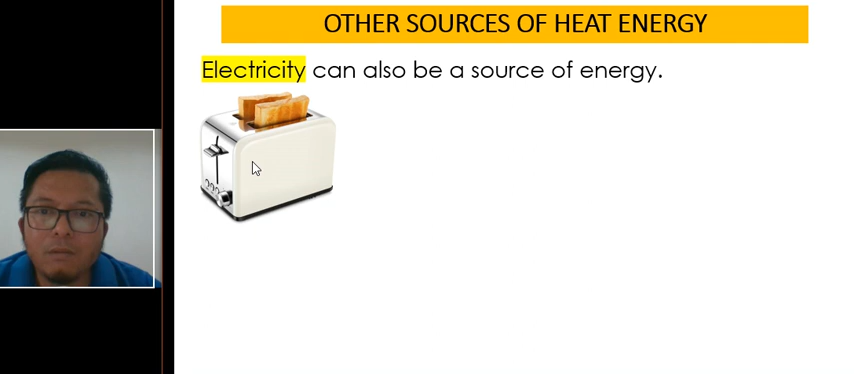 OTHER SOURCES OF HEAT ENERGY
Electricity can also be a source of energy.